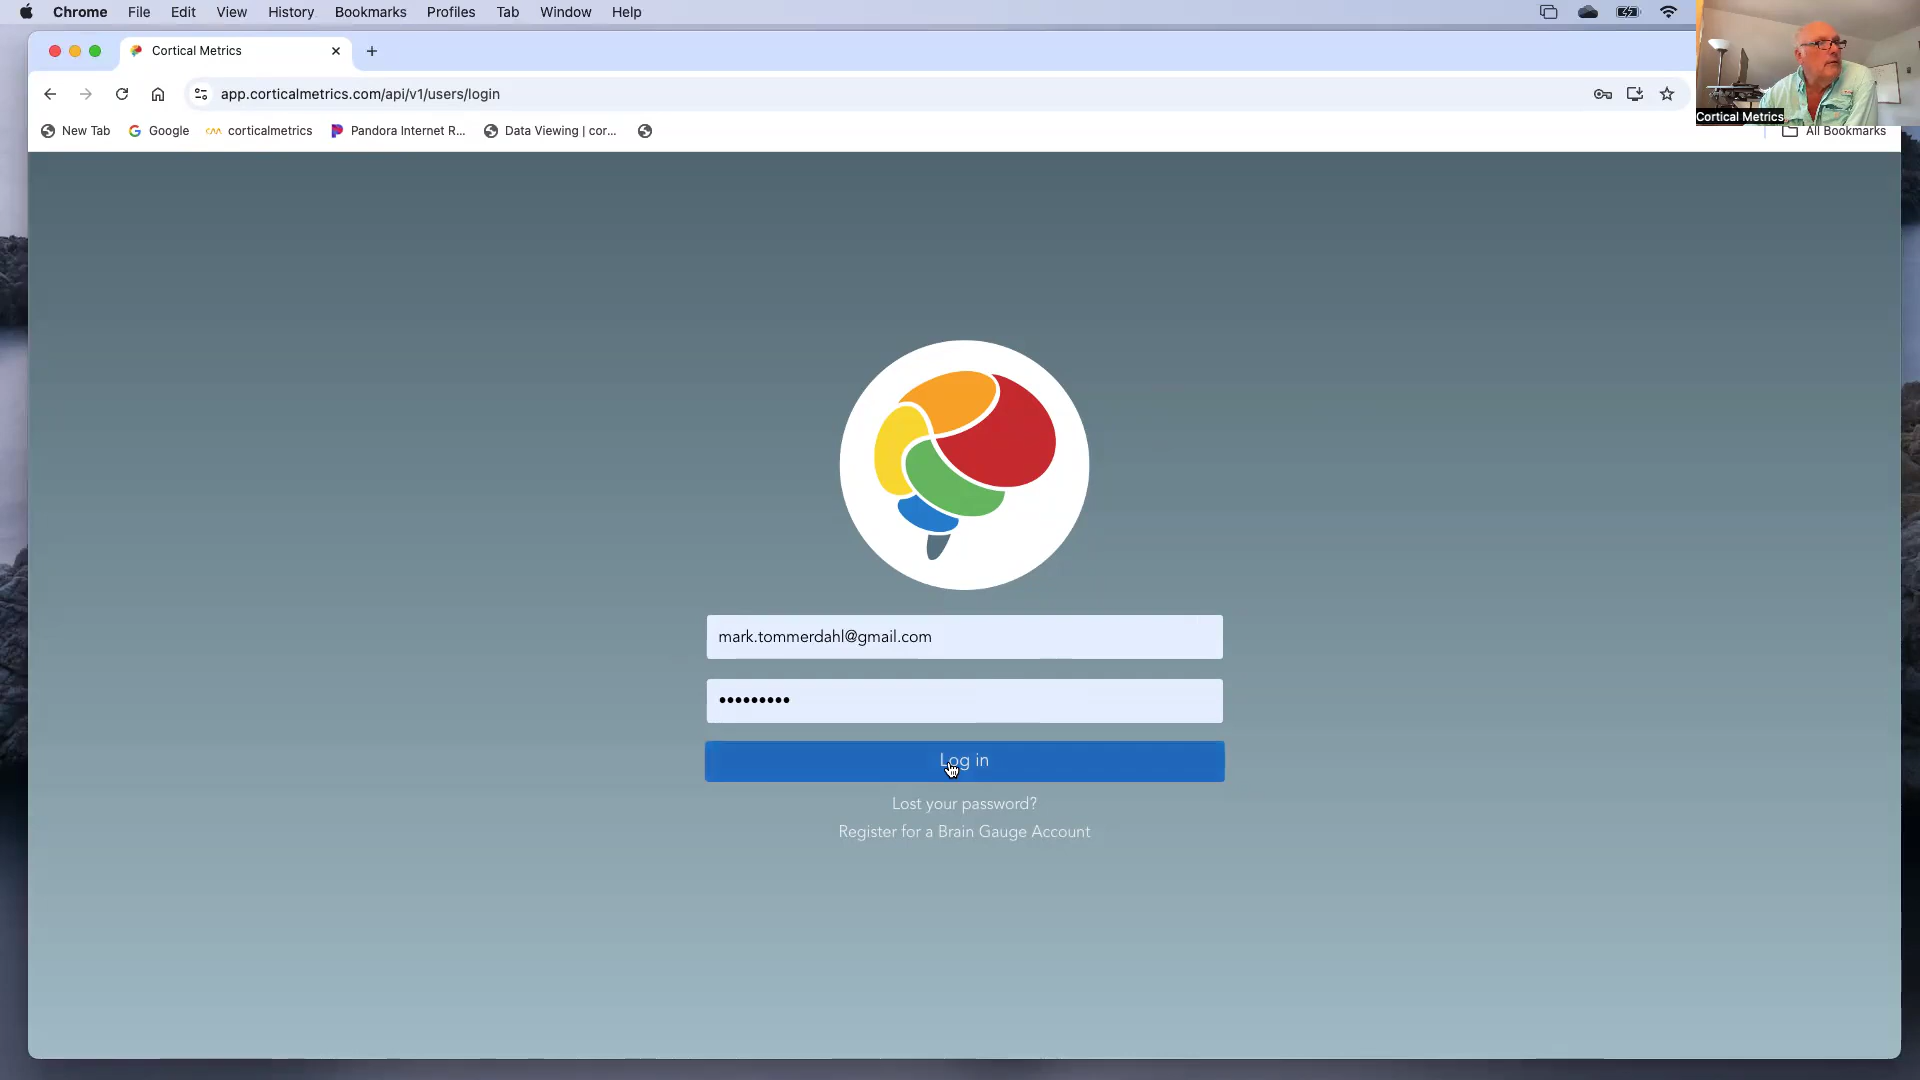 Chrome File Edit View History Bookmarks Profiles Tab Window Help
Cortical Metrics
app.corticalmetrics.com/api/v1/users/login
Cortical Metrics
New Tab Google corticalmetrics Pandora Internet R... Data Viewing | cor... All Bookmarks
mark.tommerdahl@gmail.com
•••••••••
Log in
Lost your password?
Register for a Brain Gauge Account